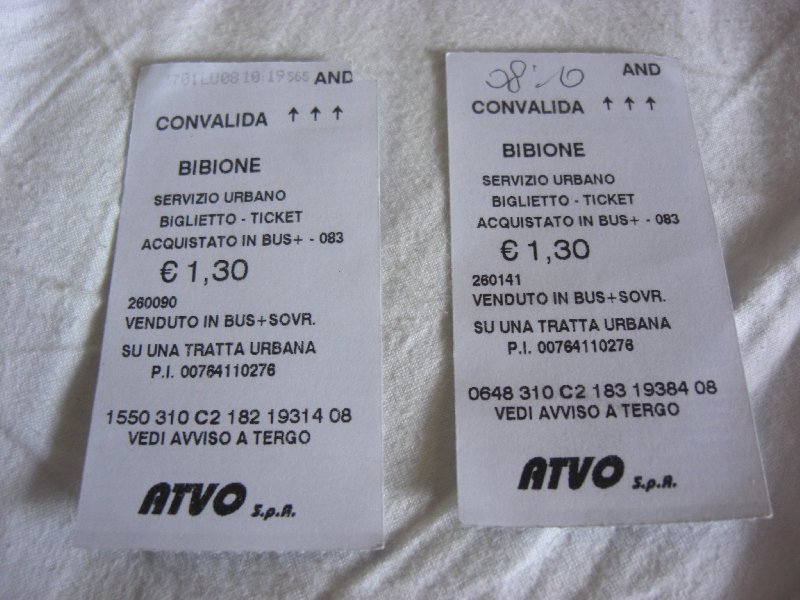 701LU0810:19565 AND
CONVALIDA ↑ ↑ ↑
BIBIONE
SERVIZIO URBANO
BIGLIETTO - TICKET
ACQUISTATO IN BUS+ - 083
€ 1,30
260090
VENDUTO IN BUS+SOVR.
SU UNA TRATTA URBANA
P.I. 00764110276
1550 310 C2 182 19314 08
VEDI AVVISO A TERGO
ATVO S.p.A.
AND
CONVALIDA ↑ ↑ ↑
BIBIONE
SERVIZIO URBANO
BIGLIETTO - TICKET
ACQUISTATO IN BUS+ - 083
€ 1,30
260141
VENDUTO IN BUS+SOVR.
SU UNA TRATTA URBANA
P.I. 00764110276
0648 310 C2 183 19384 08
VEDI AVVISO A TERGO
ATVO S.p.A.